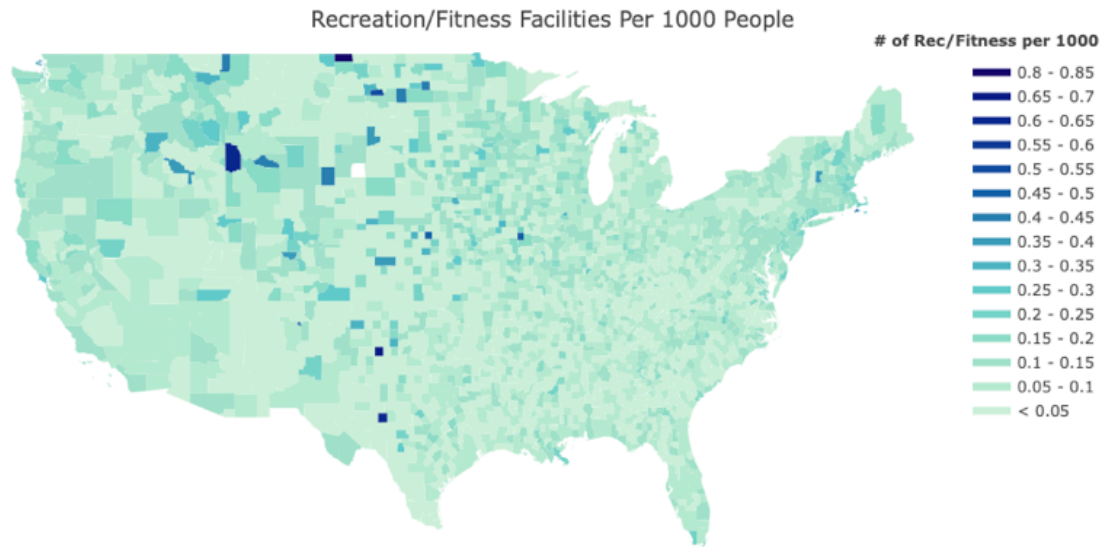 Recreation/Fitness Facilities Per 1000 People
# of Rec/Fitness per 1000
0.8 - 0.85
0.65 - 0.7
0.6 - 0.65
0.55 - 0.6
0.5 - 0.55
0.45 - 0.5
0.4 - 0.45
0.35 - 0.4
0.3 - 0.35
0.25 - 0.3
0.2 - 0.25
0.15 - 0.2
0.1 - 0.15
0.05 - 0.1
< 0.05